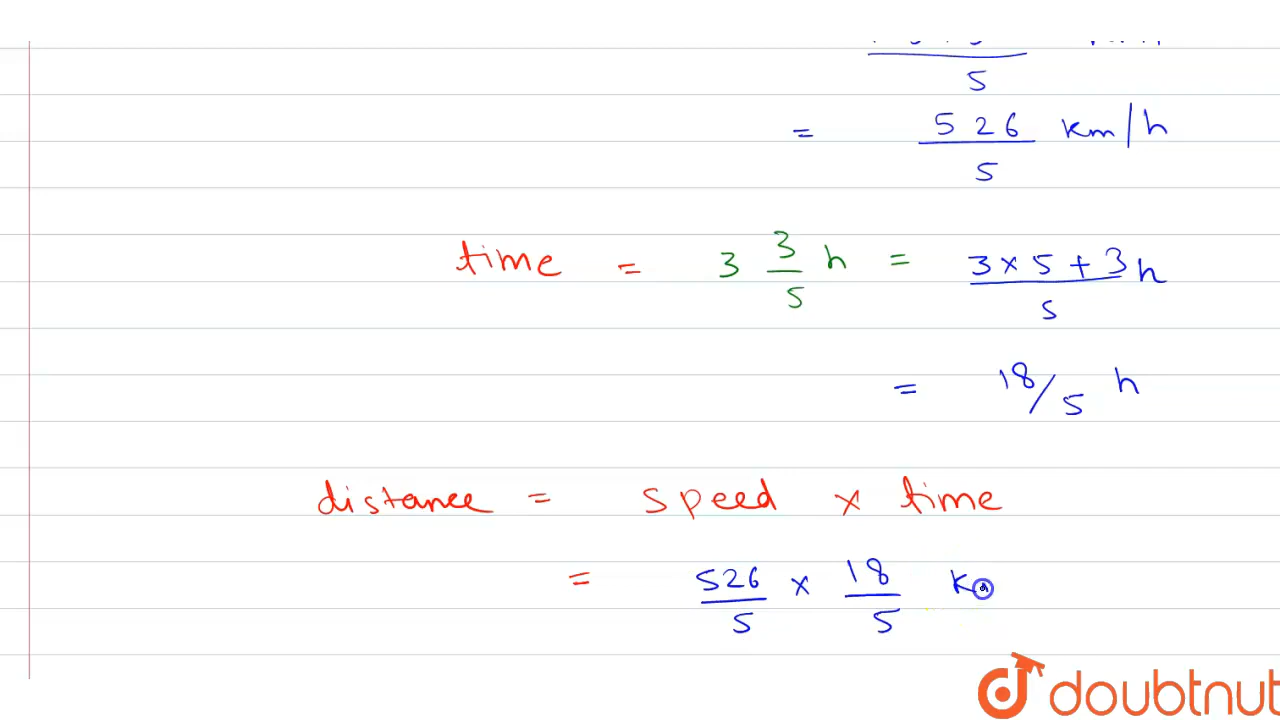 5
= 526/5 km/h
time = 3 3/5 h = 3 × 5 + 3/5 h
= 18/5 h
distance = speed × time
= 526/5 × 18/5 K
doubtnut